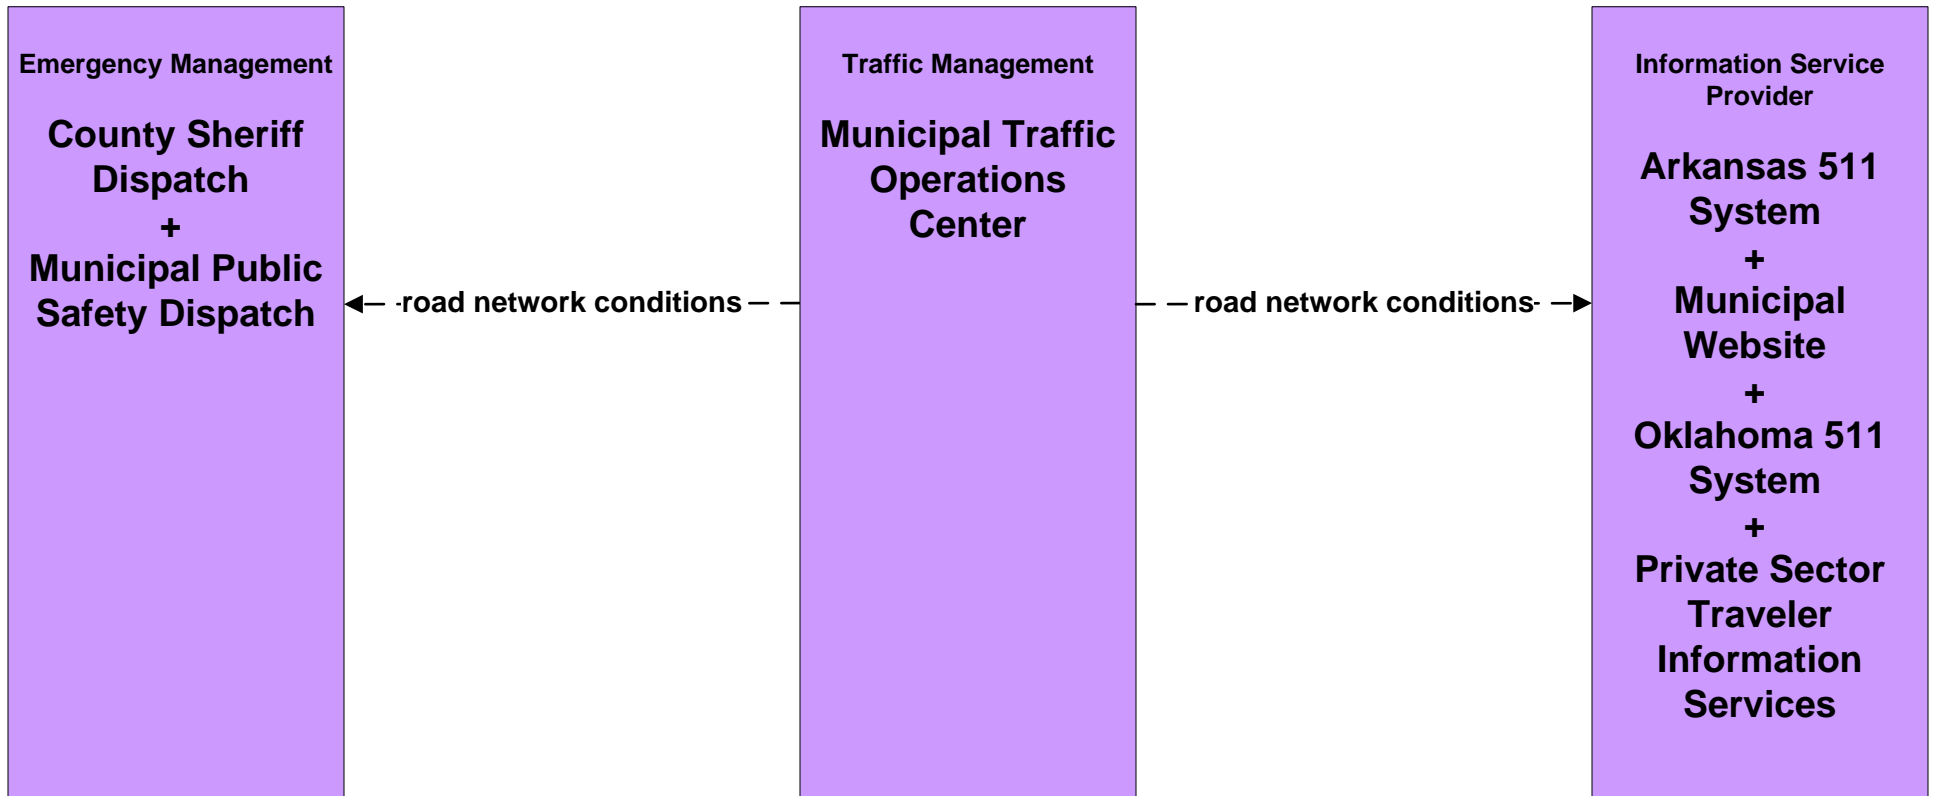 Emergency Management
County Sheriff
Dispatch
+
Municipal Public
Safety Dispatch
road network conditions
Traffic Management
Municipal Traffic
Operations
Center
road network conditions
Information Service
Provider
Arkansas 511
System
+
Municipal
Website
+
Oklahoma 511
System
+
Private Sector
Traveler
Information
Services